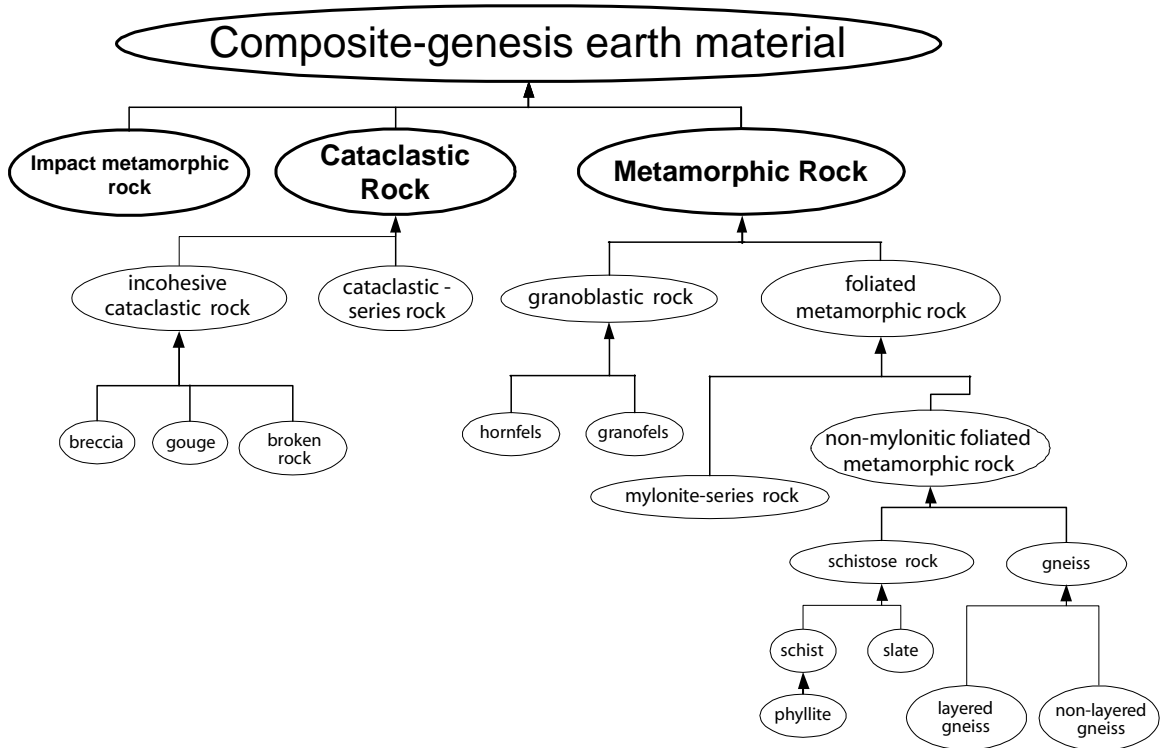 Composite-genesis earth material
Impact metamorphic
rock
Cataclastic
Rock
Metamorphic Rock
incohesive
cataclastic rock
cataclastic -
series rock
granoblastic rock
foliated
metamorphic rock
breccia
gouge
broken
rock
hornfels
granofels
non-mylonitic foliated
metamorphic rock
mylonite-series rock
schistose rock
gneiss
schist
slate
phyllite
layered
gneiss
non-layered
gneiss